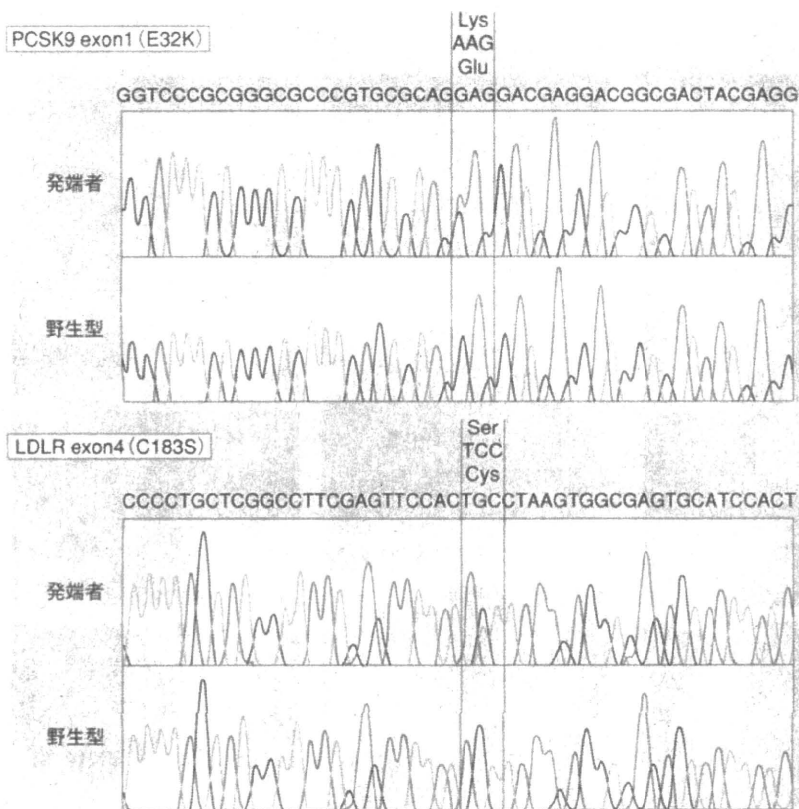 Lys
PCSK9 exon1 (E32K)
AAG
Glu
GGTCCCGCGGGCGCCCGTGCGCAGGAGGACGAGGACGGCGACTACGAGG
発端者
野生型
Ser
LDLR exon4 (C183S)
TCC
Cys
CCCCTGCTCGGCCTTCGAGTTCCACTGCCTAAGTGGCGAGTGCATCCACT
発端者
野生型